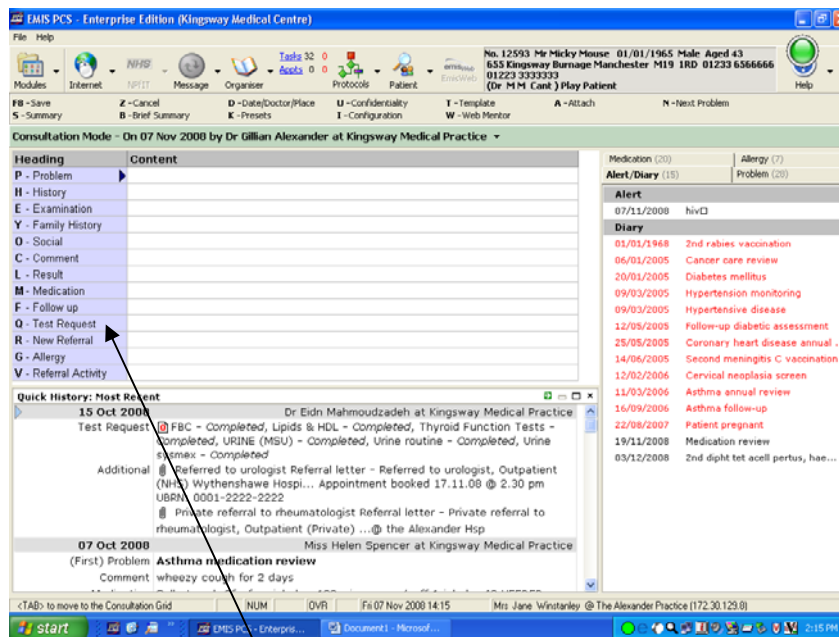 EMIS PCS - Enterprise Edition (Kingsway Medical Centre)
File Help
Modules
Internet
NHS
NPfIT
Message
Organiser
Tasks 32 0
Appts 0 0
Protocols
Patient
EmisWeb
No. 12593 Mr Micky Mouse 01/01/1965 Male Aged 43
655 Kingsway Burnage Manchester M19 1RD 01233 6566666
01223 3333333
(Dr M M Cant ) Play Patient
Help
F8 -Save Z -Cancel D -Date/Doctor/Place U -Confidentiality T -Template A -Attach N -Next Problem
S -Summary B -Brief Summary K -Presets I -Configuration W -Web Mentor
Consultation Mode - On 07 Nov 2008 by Dr Gillian Alexander at Kingsway Medical Practice
Heading Content
P - Problem
H - History
E - Examination
Y - Family History
O - Social
C - Comment
L - Result
M - Medication
F - Follow up
Q - Test Request
R - New Referral
G - Allergy
V - Referral Activity
Medication (20) Allergy (7)
Alert/Diary (15) Problem (28)
Alert
07/11/2008 hiv
Diary
01/01/1968 2nd rabies vaccination
06/01/2005 Cancer care review
20/01/2005 Diabetes mellitus
09/03/2005 Hypertension monitoring
09/03/2005 Hypertensive disease
12/05/2005 Follow-up diabetic assessment
25/05/2005 Coronary heart disease annual .
14/06/2005 Second meningitis C vaccination
12/02/2006 Cervical neoplasia screen
11/03/2006 Asthma annual review
16/09/2006 Asthma follow-up
22/08/2007 Patient pregnant
19/11/2008 Medication review
03/12/2008 2nd dipht tet acell pertus, hae...
Quick History: Most Recent
15 Oct 2008 Dr Eidn Mahmoudzadeh at Kingsway Medical Practice
Test Request FBC - Completed, Lipids & HDL - Completed, Thyroid Function Tests -
Completed, URINE (MSU) - Completed, Urine routine - Completed, Urine
sysmex - Completed
Additional Referred to urologist Referral letter - Referred to urologist, Outpatient
(NHS) Wythenshawe Hospi... Appointment booked 17.11.08 @ 2.30 pm
UBRN: 0001-2222-2222
Private referral to rheumatologist Referral letter - Private referral to
rheumatologist, Outpatient (Private) ...@ the Alexander Hsp
07 Oct 2008 Miss Helen Spencer at Kingsway Medical Practice
(First) Problem Asthma medication review
Comment wheezy cough for 2 days
<TAB> to move to the Consultation Grid NUM OVR Fri 07 Nov 2008 14:15 Mrs Jane Winstanley @ The Alexander Practice (172.30.129.8)
start
EMIS PCS - Enterpris...
Document1 - Microsof...
2:15 PM